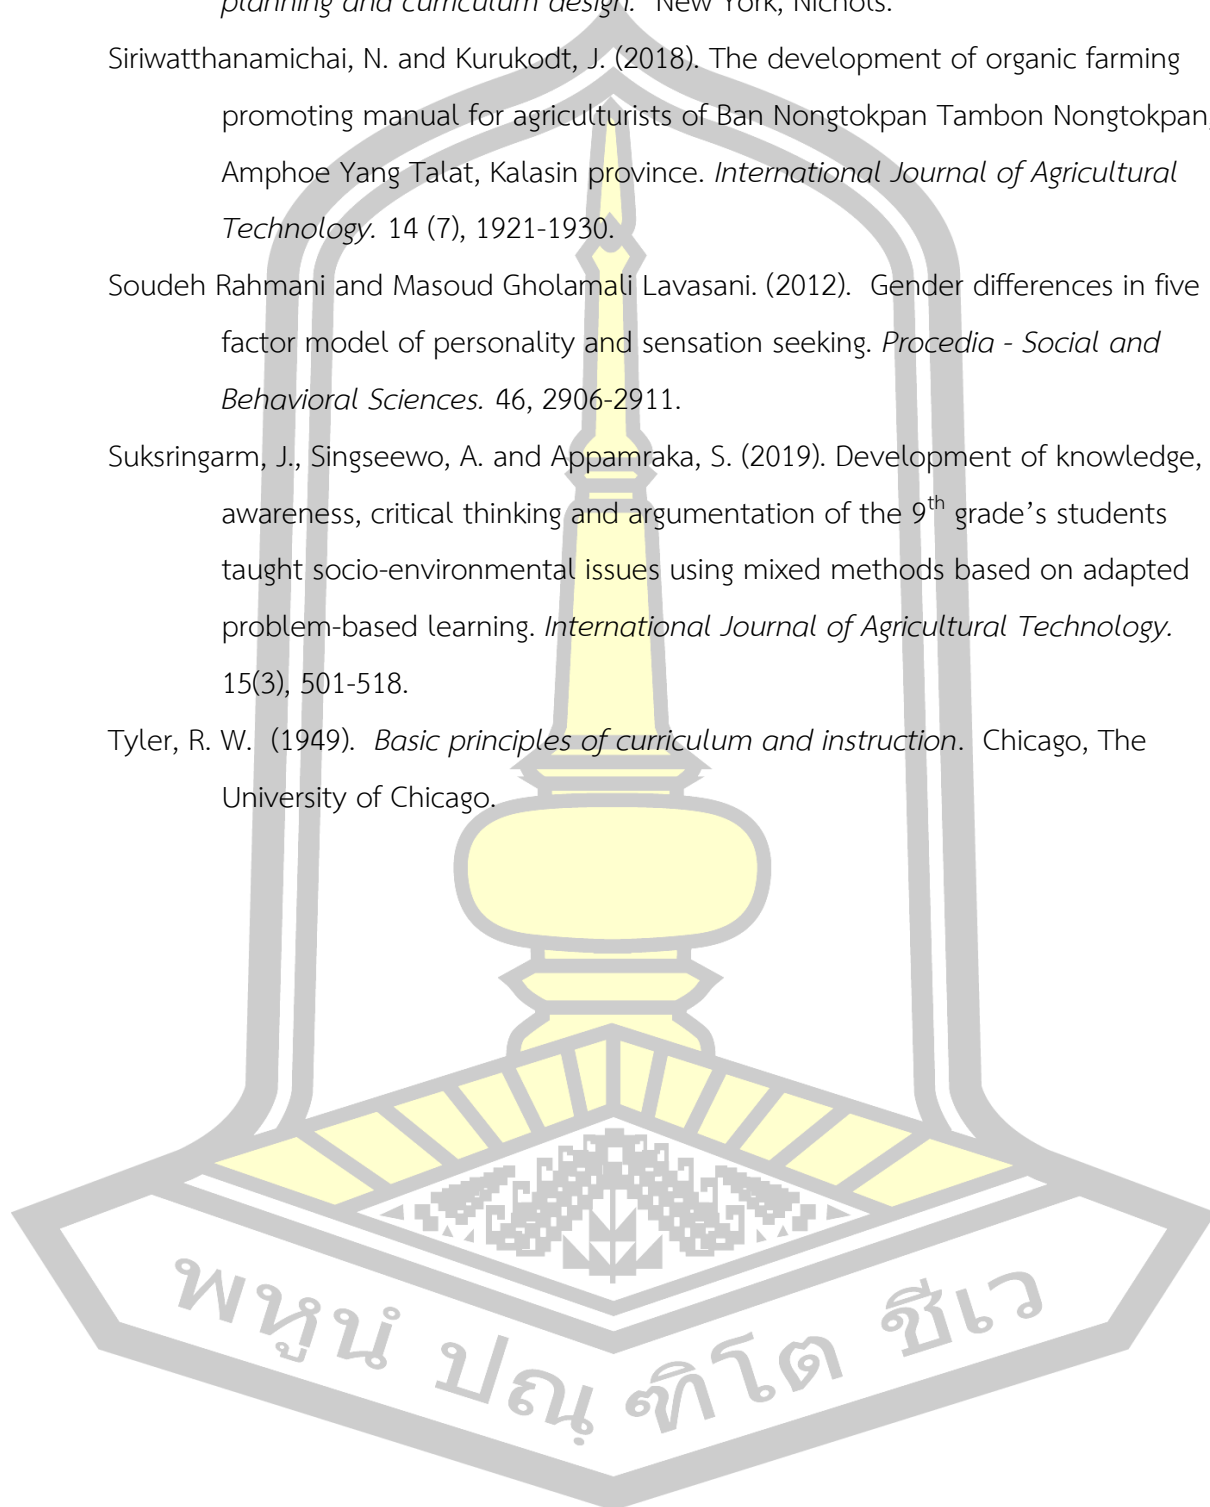 planning and curriculum design. New York, Nichols.
Siriwatthanamichai, N. and Kurukodt, J. (2018). The development of organic farming
promoting manual for agriculturists of Ban Nongtokpan Tambon Nongtokpan,
Amphoe Yang Talat, Kalasin province. International Journal of Agricultural
Technology. 14 (7), 1921-1930.
Soudeh Rahmani and Masoud Gholamali Lavasani. (2012). Gender differences in five
factor model of personality and sensation seeking. Procedia - Social and
Behavioral Sciences. 46, 2906-2911.
Suksringarm, J., Singseewo, A. and Appamraka, S. (2019). Development of knowledge,
awareness, critical thinking and argumentation of the 9th grade’s students
taught socio-environmental issues using mixed methods based on adapted
problem-based learning. International Journal of Agricultural Technology.
15(3), 501-518.
Tyler, R. W. (1949). Basic principles of curriculum and instruction. Chicago, The
University of Chicago.
พหูนํ ปณฺฑิโต ชีเว